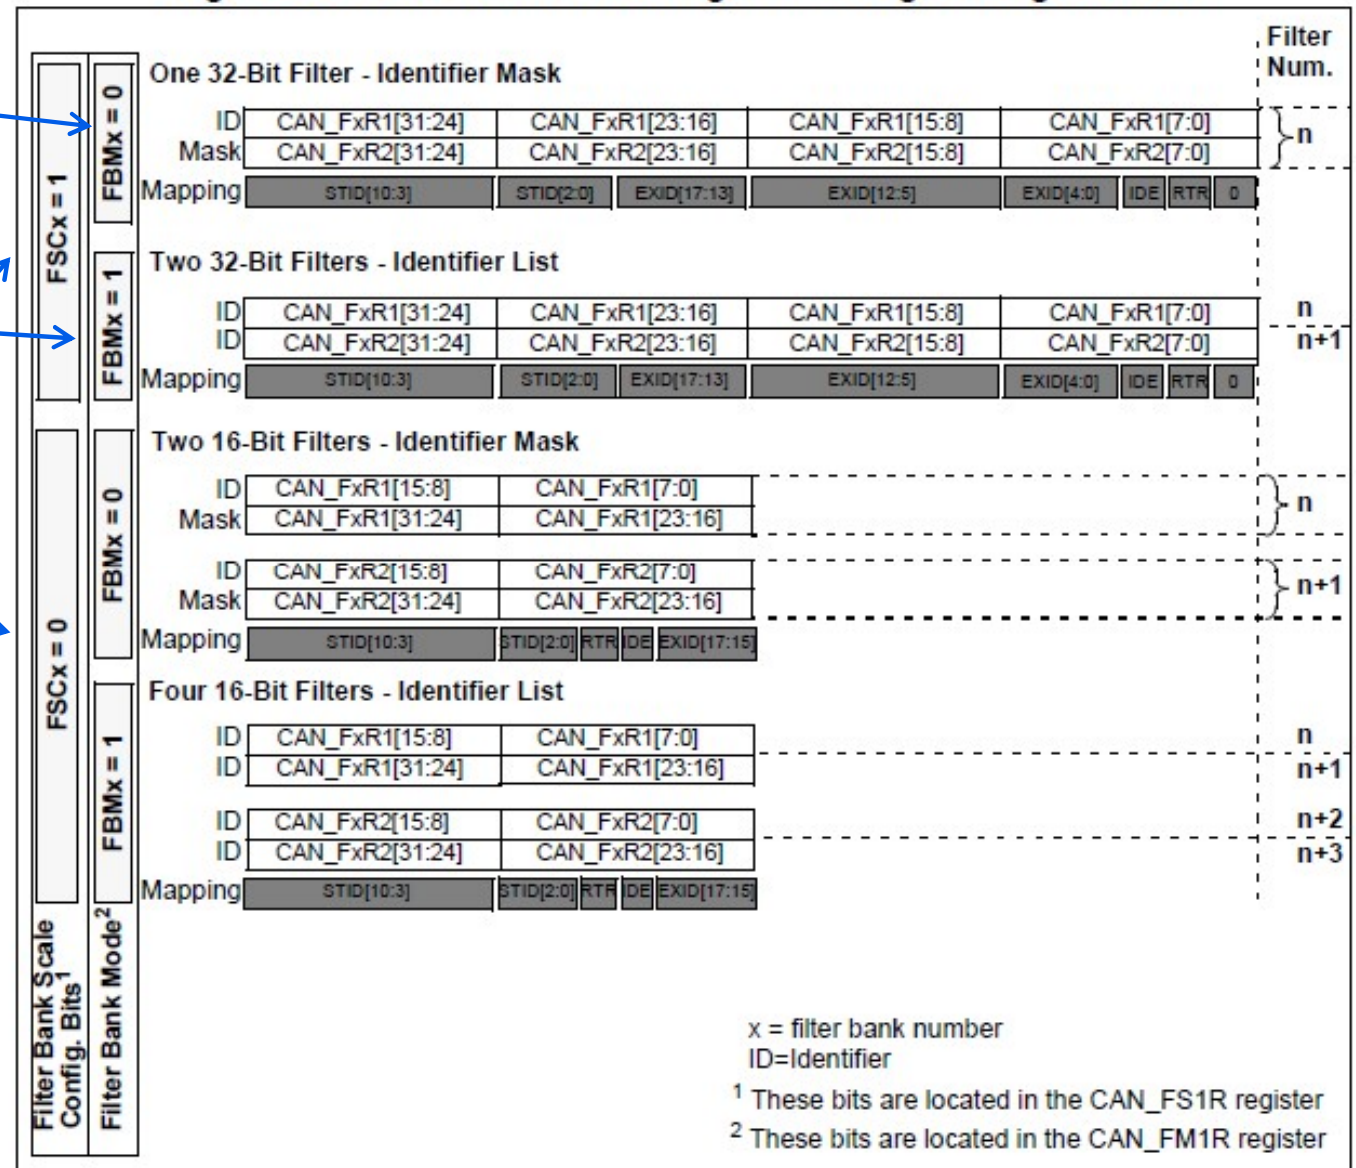 Filter
Num.
FSCx = 1
FBMx = 0
One 32-Bit Filter - Identifier Mask
ID CAN_FxR1[31:24] CAN_FxR1[23:16] CAN_FxR1[15:8] CAN_FxR1[7:0] n
Mask CAN_FxR2[31:24] CAN_FxR2[23:16] CAN_FxR2[15:8] CAN_FxR2[7:0]
Mapping STID[10:3] STID[2:0] EXID[17:13] EXID[12:5] EXID[4:0] IDE RTR 0
FBMx = 1
Two 32-Bit Filters - Identifier List
ID CAN_FxR1[31:24] CAN_FxR1[23:16] CAN_FxR1[15:8] CAN_FxR1[7:0] n
ID CAN_FxR2[31:24] CAN_FxR2[23:16] CAN_FxR2[15:8] CAN_FxR2[7:0] n+1
Mapping STID[10:3] STID[2:0] EXID[17:13] EXID[12:5] EXID[4:0] IDE RTR 0
FSCx = 0
FBMx = 0
Two 16-Bit Filters - Identifier Mask
ID CAN_FxR1[15:8] CAN_FxR1[7:0] n
Mask CAN_FxR1[31:24] CAN_FxR1[23:16]
ID CAN_FxR2[15:8] CAN_FxR2[7:0] n+1
Mask CAN_FxR2[31:24] CAN_FxR2[23:16]
Mapping STID[10:3] STID[2:0] RTR IDE EXID[17:15]
FBMx = 1
Four 16-Bit Filters - Identifier List
ID CAN_FxR1[15:8] CAN_FxR1[7:0] n
ID CAN_FxR1[31:24] CAN_FxR1[23:16] n+1
ID CAN_FxR2[15:8] CAN_FxR2[7:0] n+2
ID CAN_FxR2[31:24] CAN_FxR2[23:16] n+3
Mapping STID[10:3] STID[2:0] RTR IDE EXID[17:15]
Filter Bank Scale
Config. Bits1
Filter Bank Mode2
x = filter bank number
ID=Identifier
1 These bits are located in the CAN_FS1R register
2 These bits are located in the CAN_FM1R register